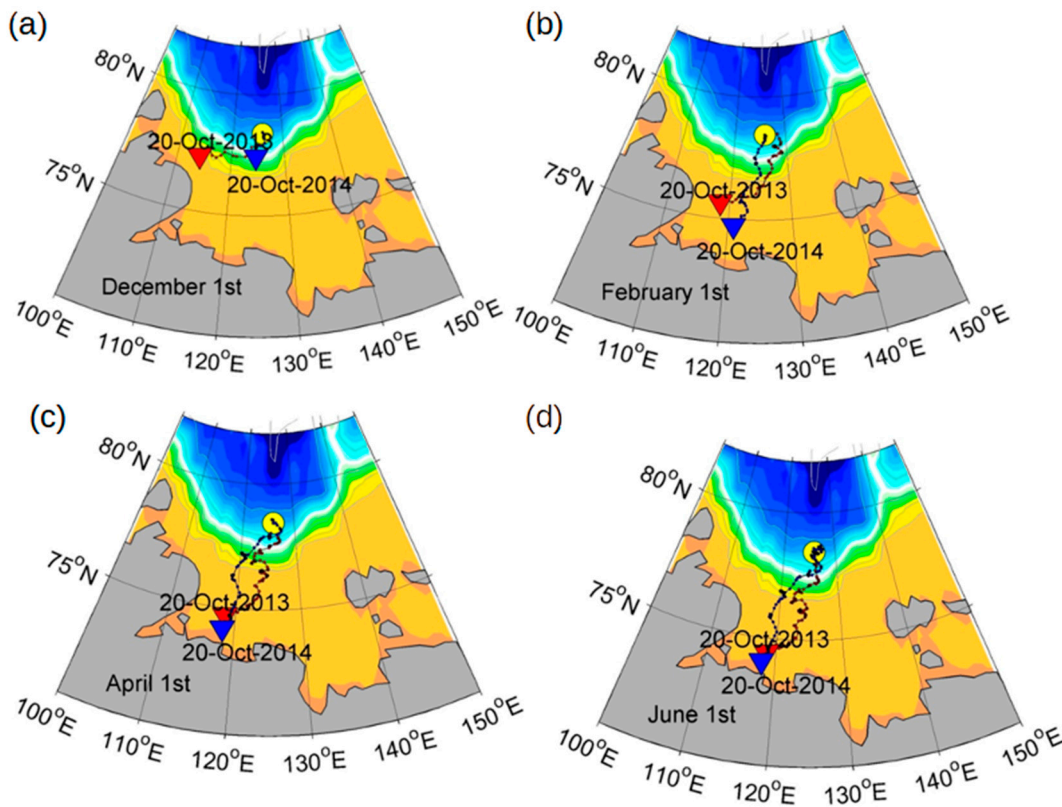 (a)
80°N
75°N
20-Oct-2013
20-Oct-2014
December 1st
100°E
110°E
120°E
130°E
140°E
150°E
(b)
80°N
75°N
20-Oct-2013
20-Oct-2014
February 1st
100°E
110°E
120°E
130°E
140°E
150°E
(c)
80°N
75°N
20-Oct-2013
20-Oct-2014
April 1st
100°E
110°E
120°E
130°E
140°E
150°E
(d)
80°N
75°N
20-Oct-2013
20-Oct-2014
June 1st
100°E
110°E
120°E
130°E
140°E
150°E